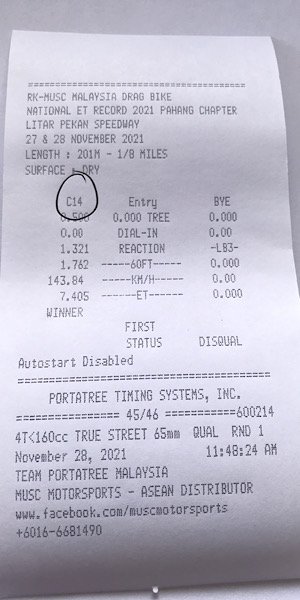 =========================================
RK-MUSC MALAYSIA DRAG BIKE
NATIONAL ET RECORD 2021 PAHANG CHAPTER
LITAR PEKAN SPEEDWAY
27 & 28 NOVEMBER 2021
LENGTH : 201M - 1/8 MILES
SURFACE : DRY
C14 Entry BYE
0.500 0.000 TREE 0.000
0.00 DIAL-IN 0.00
1.321 REACTION -LB3-
1.762 ------60FT------ 0.000
143.84 ------KM/H------ 0.00
7.405 -------ET------- 0.000
WINNER
FIRST
STATUS DISQUAL
Autostart Disabled
=========================================
PORTATREE TIMING SYSTEMS, INC.
================ 45/46 ===========600214
4T<160cc TRUE STREET 65mm QUAL RND 1
November 28, 2021 11:48:24 AM
TEAM PORTATREE MALAYSIA
MUSC MOTORSPORTS - ASEAN DISTRIBUTOR
www.facebook.com/muscmotorsports
+6016-6681490